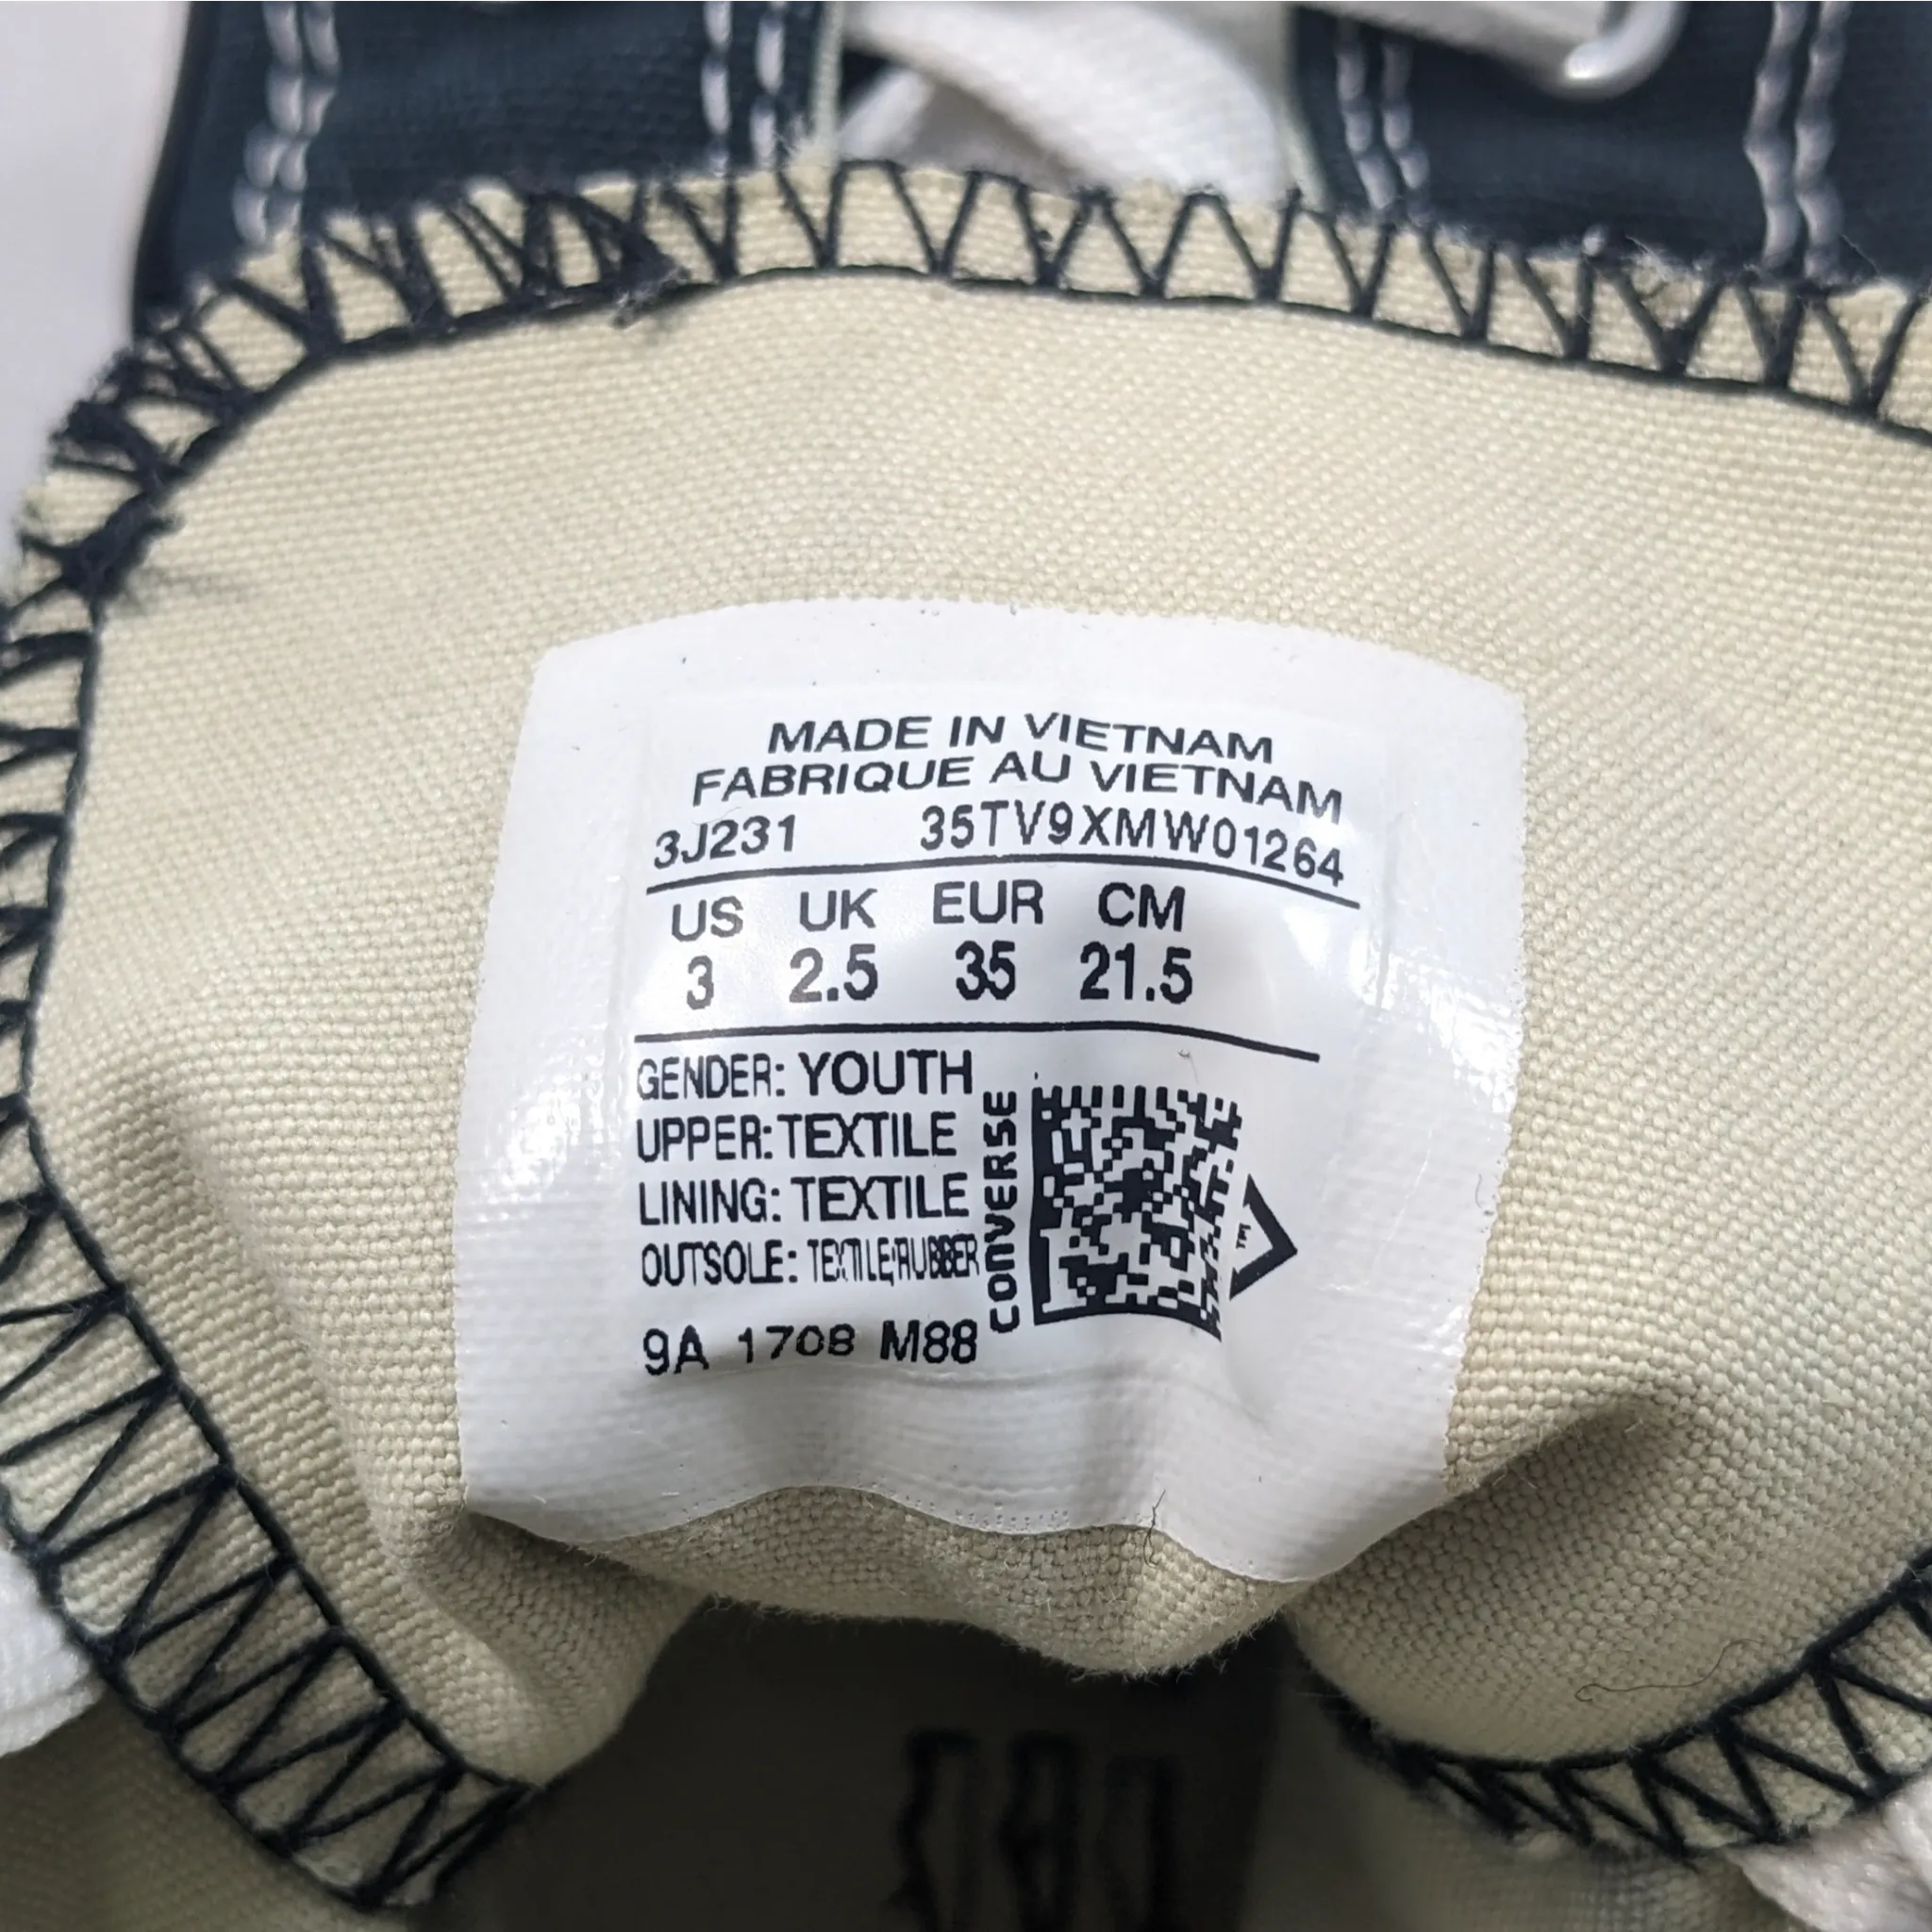 MADE IN VIETNAM
FABRIQUE AU VIETNAM
3J231 35TV9XMW01264
US UK EUR CM
3 2.5 35 21.5
GENDER: YOUTH
UPPER: TEXTILE
LINING: TEXTILE
OUTSOLE: TEXTILE/RUBBER
9A 1708 M88
CONVERSE
TM